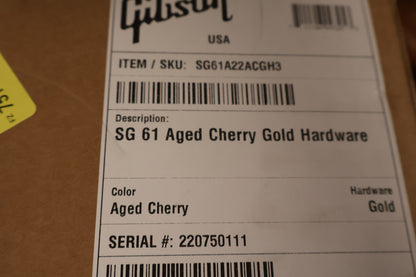 Gibson
USA
ITEM / SKU: SG61A22ACGH3
Description:
SG 61 Aged Cherry Gold Hardware
Color Hardware
Aged Cherry Gold
SERIAL #: 220750111